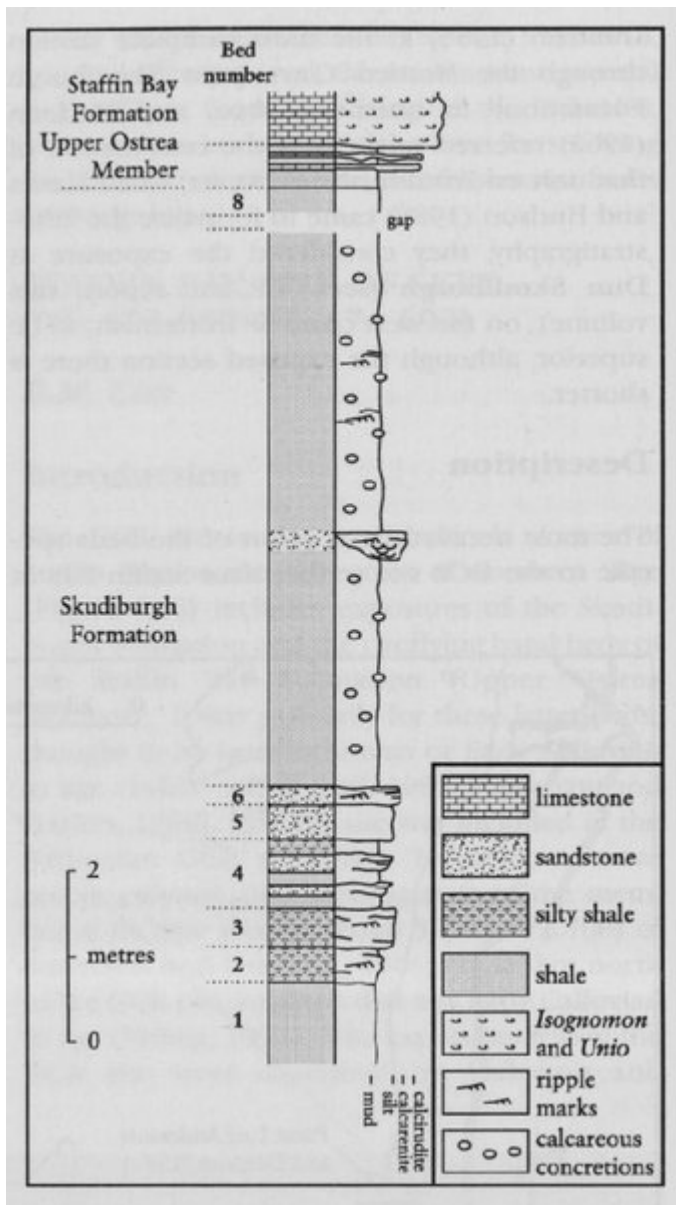 Bed
number
Staffin Bay
Formation
Upper Ostrea
Member
8
gap
Skudiburgh
Formation
6
5
4
3
2
1
2
metres
0
mud
silt
calcarenite
calcirudite
limestone
sandstone
silty shale
shale
Isognomon
and Unio
ripple
marks
calcareous
concretions